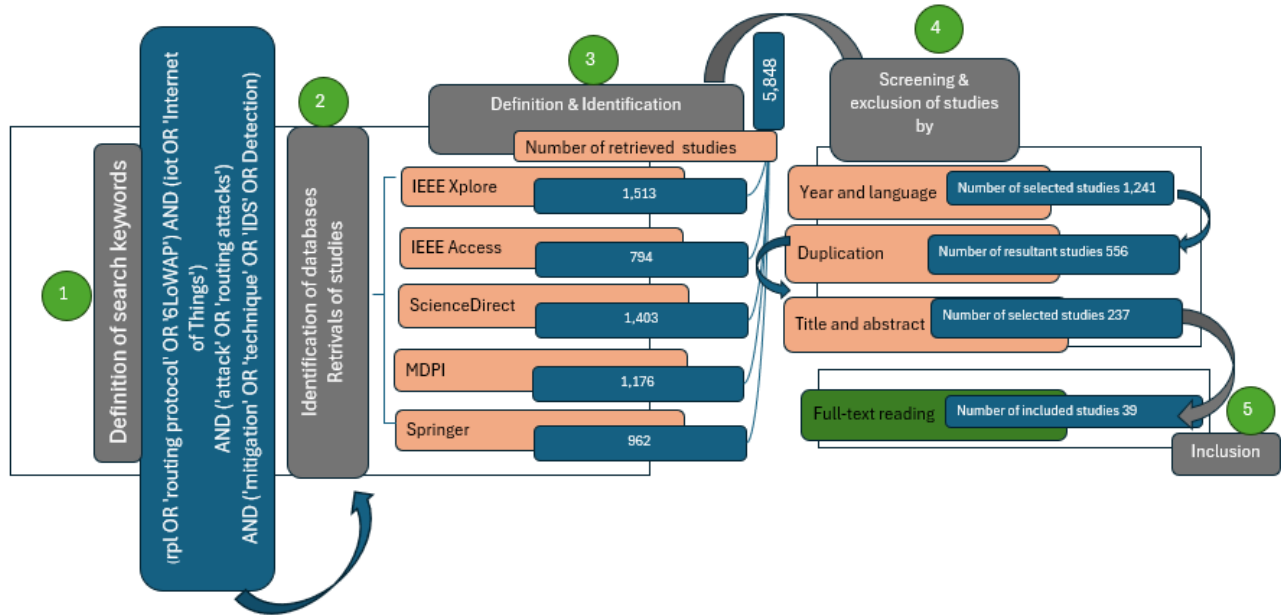 1
Definition of search keywords
(rpl OR 'routing protocol' OR '6LoWAP') AND (iot OR 'Internet
of Things')
AND ('attack' OR 'routing attacks')
AND ('mitigation' OR 'technique' OR 'IDS' OR Detection)
2
Identification of databases
Retrivals of studies
3
Definition & Identification
Number of retrieved studies
5,848
IEEE Xplore
1,513
IEEE Access
794
ScienceDirect
1,403
MDPI
1,176
Springer
962
4
Screening &
exclusion of studies
by
Year and language
Number of selected studies 1,241
Duplication
Number of resultant studies 556
Title and abstract
Number of selected studies 237
Full-text reading
Number of included studies 39
5
Inclusion